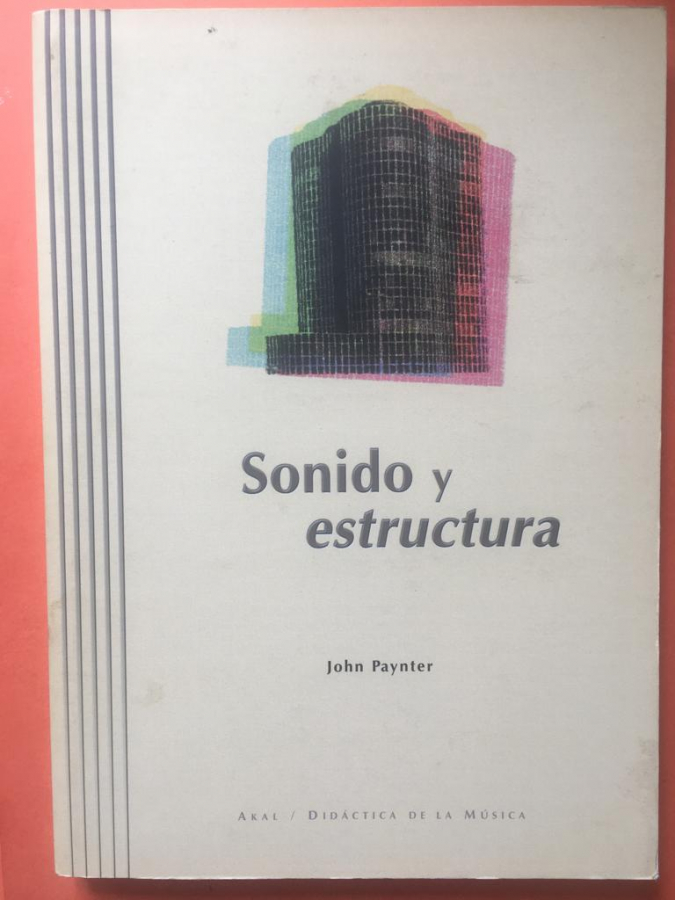 Sonido y
estructura
John Paynter
AKAL / DIDÁCTICA DE LA MÚSICA